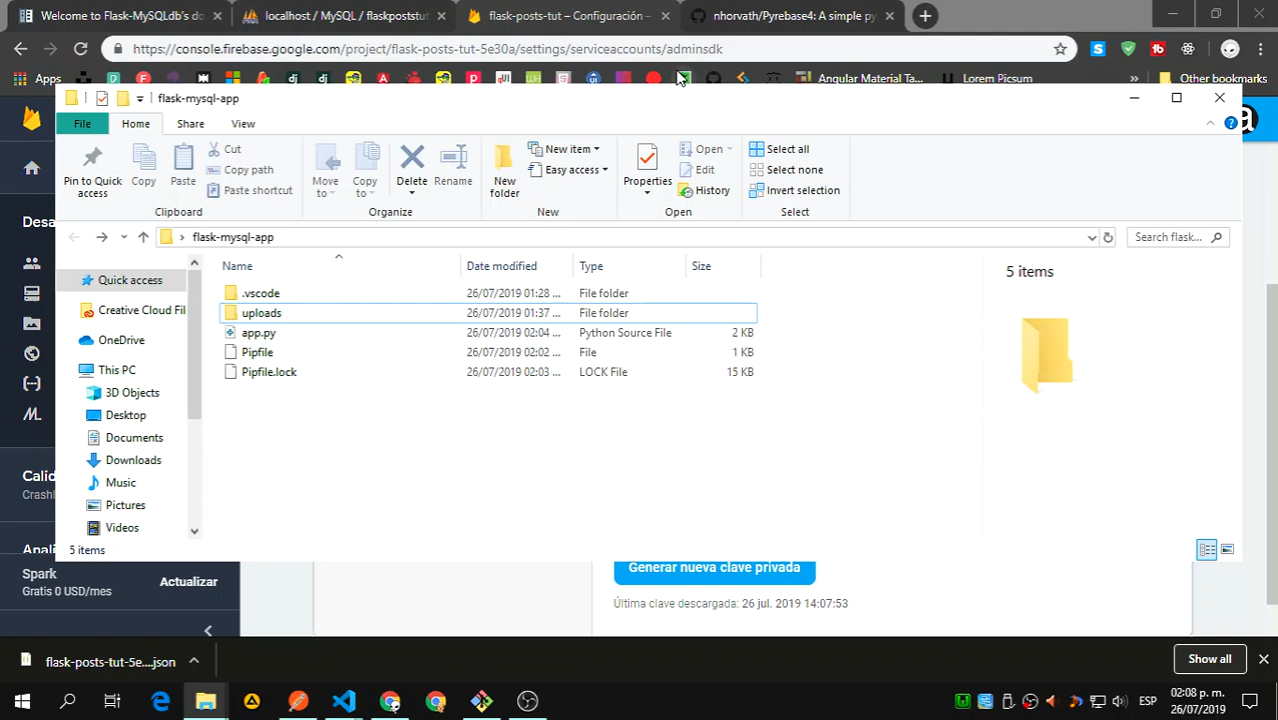 Welcome to Flask-MySQLdb's do
localhost / MySQL / flaskpoststut
flask-posts-tut – Configuración –
nhorvath/Pyrebase4: A simple py
https://console.firebase.google.com/project/flask-posts-tut-5e30a/settings/serviceaccounts/adminsdk
Apps
Angular Material Ta...
Lorem Picsum
»
Other bookmarks
flask-mysql-app
File
Home
Share
View
Pin to Quick access
Copy
Paste
Cut
Copy path
Paste shortcut
Move to
Copy to
Delete
Rename
New folder
New item
Easy access
Properties
Open
Edit
History
Select all
Select none
Invert selection
Clipboard
Organize
New
Open
Select
flask-mysql-app
Search flask...
Name
Date modified
Type
Size
.vscode 26/07/2019 01:28 ... File folder
uploads 26/07/2019 01:37 ... File folder
app.py 26/07/2019 02:04 ... Python Source File 2 KB
Pipfile 26/07/2019 02:02 ... File 1 KB
Pipfile.lock 26/07/2019 02:03 ... LOCK File 15 KB
5 items
Quick access
Creative Cloud Fil
OneDrive
This PC
3D Objects
Desktop
Documents
Downloads
Music
Pictures
Videos
5 items
Desa
Calid
Crashl
Anali
Spark
Gratis 0 USD/mes
Actualizar
Generar nueva clave privada
Última clave descargada: 26 jul. 2019 14:07:53
flask-posts-tut-5e....json
Show all
ESP
02:08 p. m.
26/07/2019